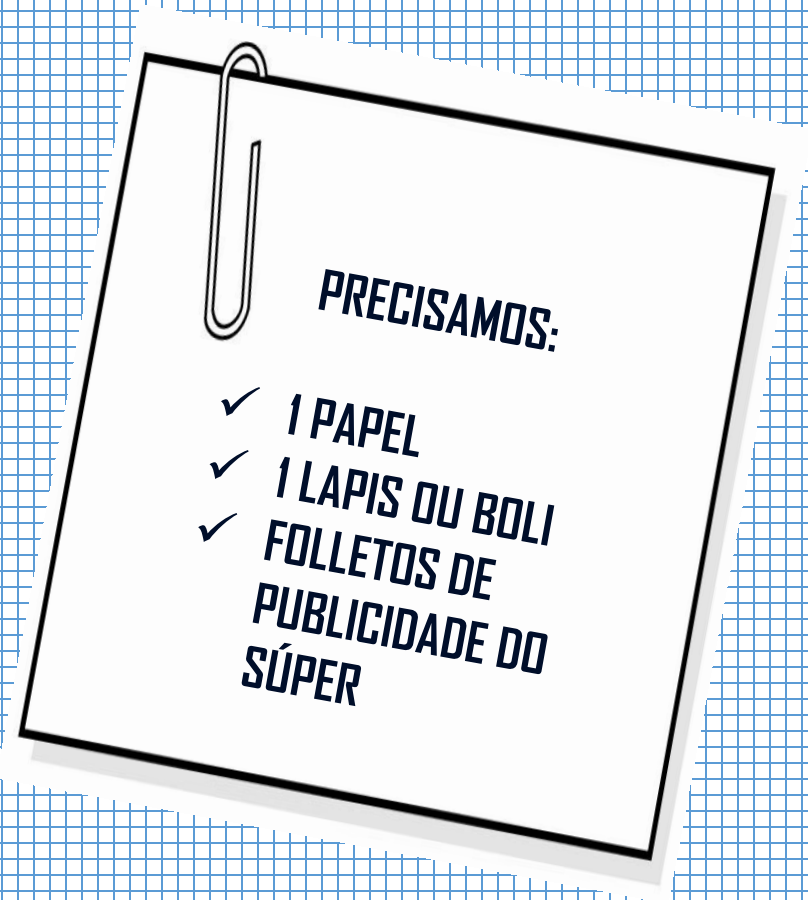 PRECISAMOS:
1 PAPEL
1 LAPIS OU BOLI
FOLLETOS DE
PUBLICIDADE DO
SÚPER